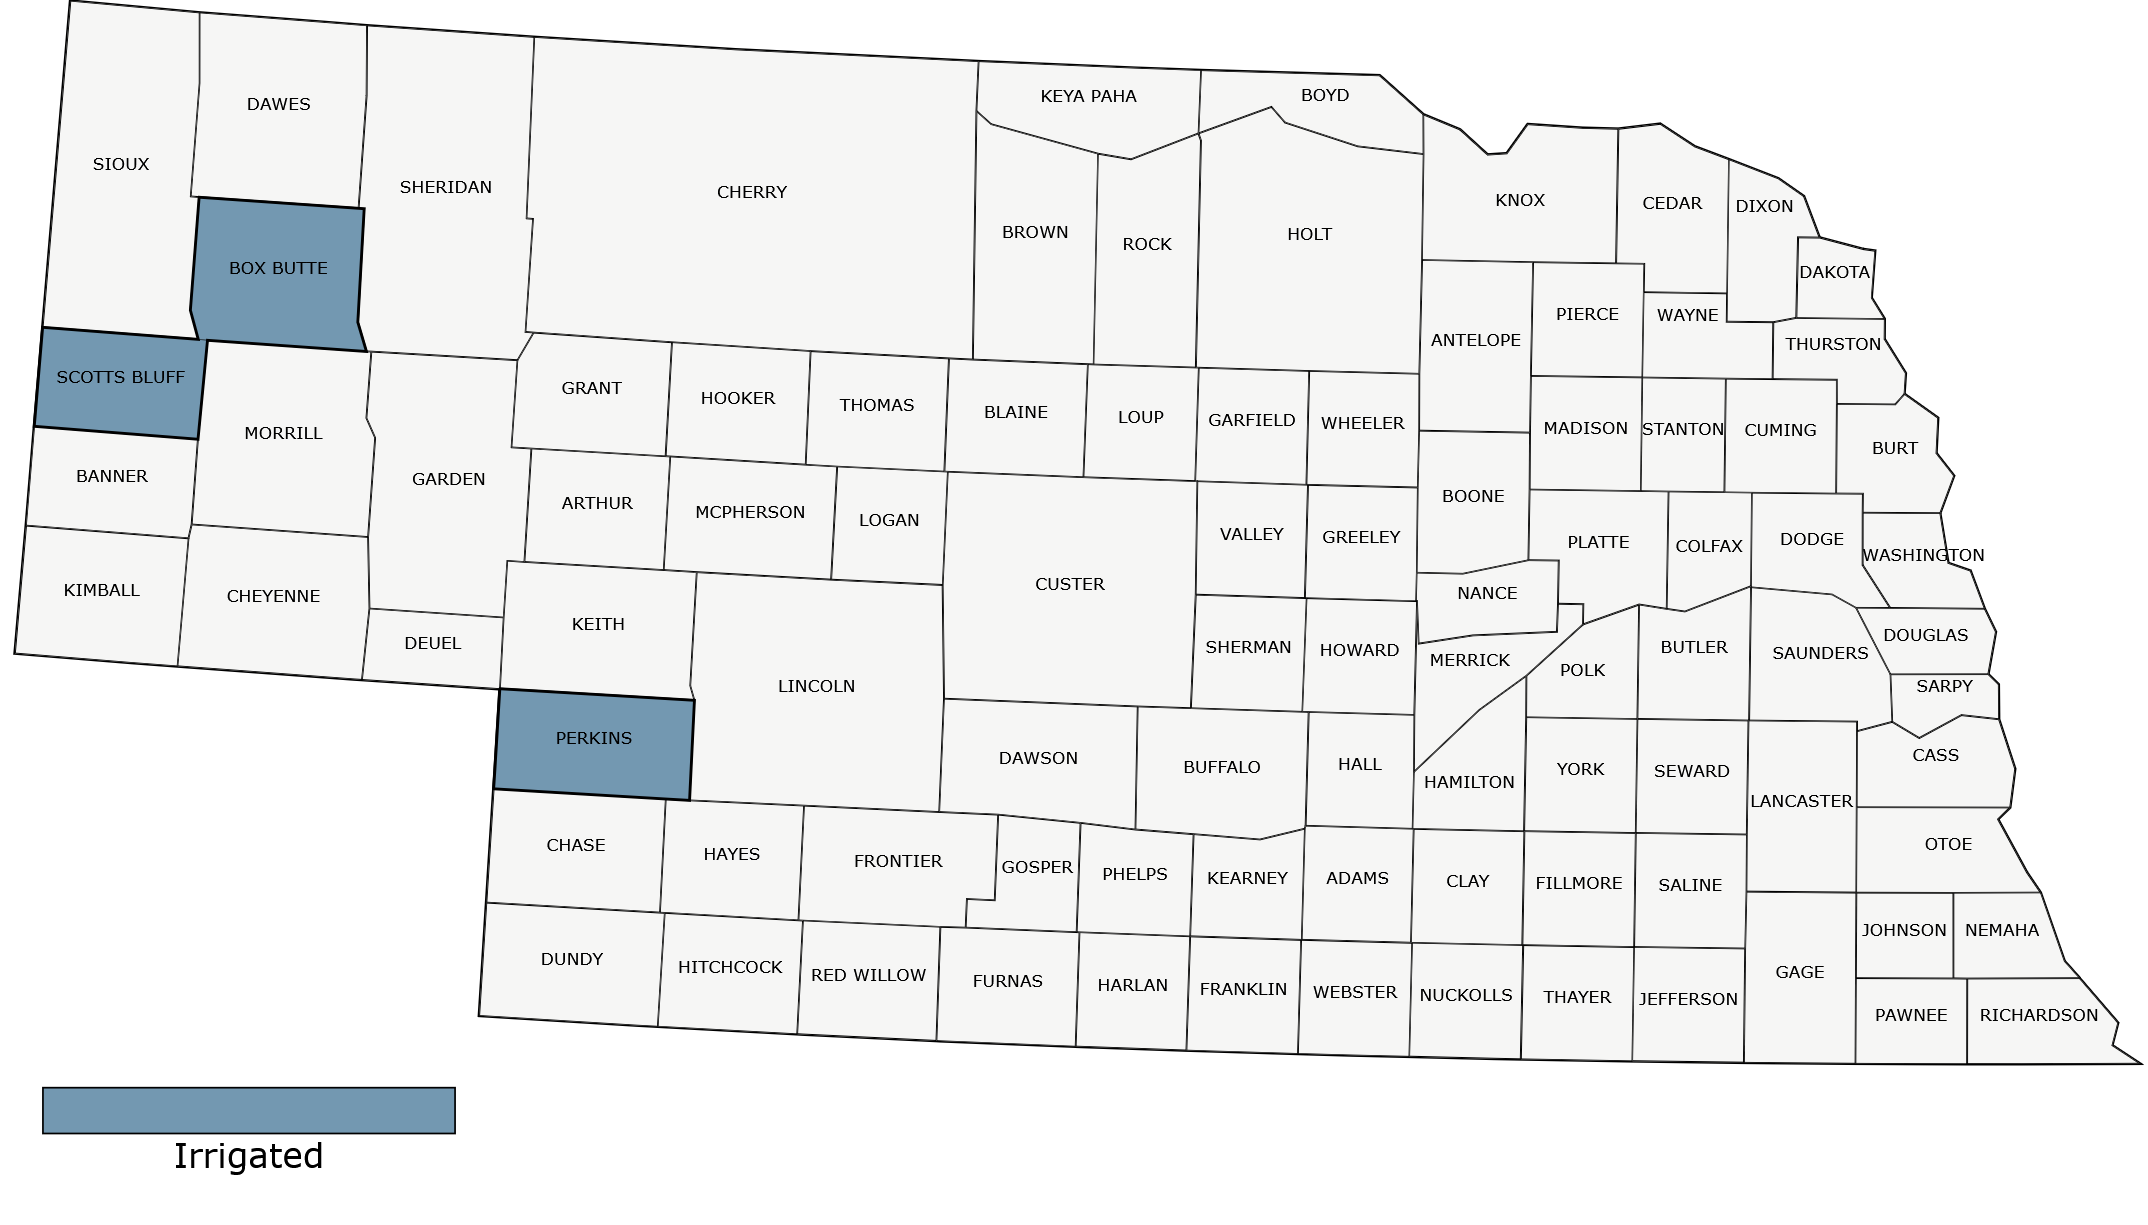 KEYA PAHA
BOYD
DAWES
SIOUX
SHERIDAN
CHERRY
KNOX
CEDAR
DIXON
BROWN
ROCK
HOLT
BOX BUTTE
DAKOTA
PIERCE
WAYNE
ANTELOPE
THURSTON
SCOTTS BLUFF
GRANT
HOOKER
THOMAS
BLAINE
LOUP
GARFIELD
WHEELER
MADISON
STANTON
CUMING
MORRILL
BURT
BANNER
GARDEN
ARTHUR
MCPHERSON
LOGAN
BOONE
VALLEY
GREELEY
PLATTE
COLFAX
DODGE
WASHINGTON
KIMBALL
CHEYENNE
CUSTER
NANCE
DEUEL
KEITH
SHERMAN
HOWARD
MERRICK
POLK
BUTLER
SAUNDERS
DOUGLAS
LINCOLN
SARPY
PERKINS
DAWSON
BUFFALO
HALL
HAMILTON
YORK
SEWARD
CASS
LANCASTER
CHASE
HAYES
FRONTIER
GOSPER
PHELPS
KEARNEY
ADAMS
CLAY
FILLMORE
SALINE
OTOE
DUNDY
HITCHCOCK
RED WILLOW
FURNAS
HARLAN
FRANKLIN
WEBSTER
NUCKOLLS
THAYER
JEFFERSON
GAGE
JOHNSON
NEMAHA
PAWNEE
RICHARDSON
Irrigated